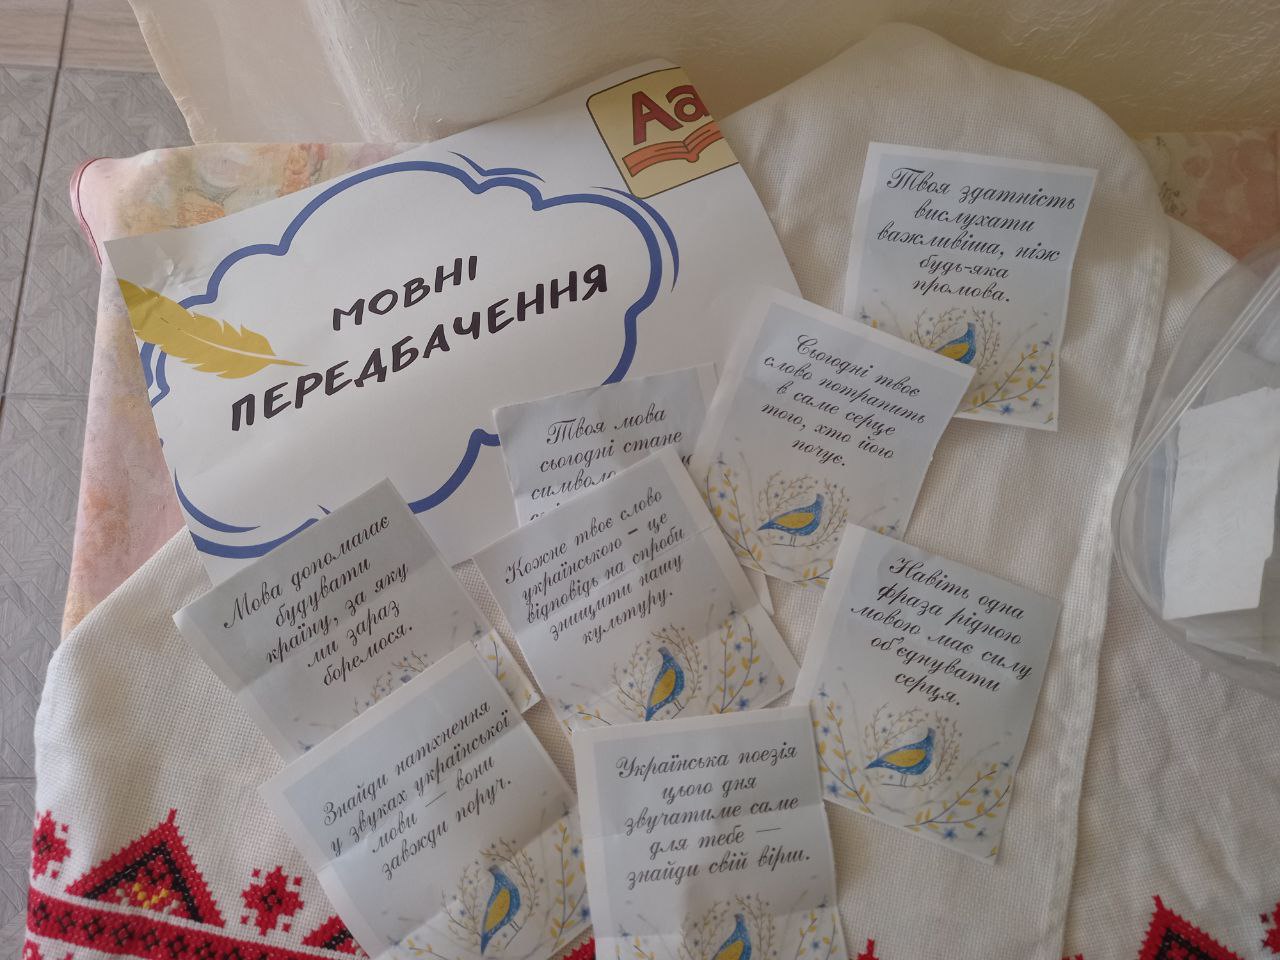 Aa
МОВНІ
ПЕРЕДБАЧЕННЯ
Твоя здатність
вислухати
важливіша, ніж
будь-яка
промова.
Сьогодні твоє
слово потрапить
в саме серце
того, хто його
почує.
Твоя мова
сьогодні стане
Мова допомагає
будувати
країну, за яку
ми зараз
боремося.
Кожне твоє слово
українською – це
відповідь на спроби
знищити нашу
культуру.
Навіть одна
фраза рідною
мовою має силу
об'єднувати
серця.
Знайди натхнення
у звуках української
мови — вони
завжди поруч.
Українська поезія
цього дня
звучатиме саме
для тебе —
знайди свій вірш.